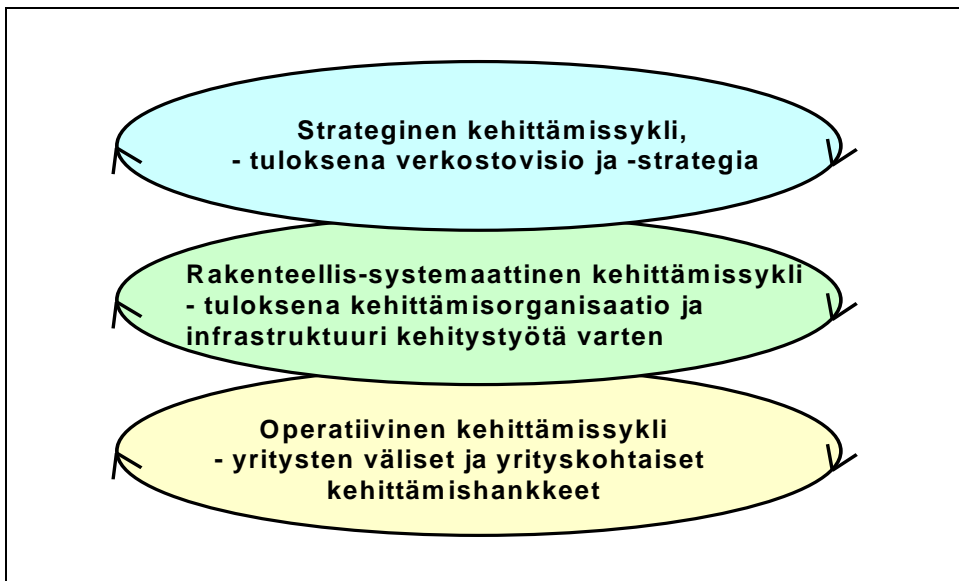 Strateginen kehittämissykli,
- tuloksena verkostovisio ja -strategia
Rakenteellis-systemaattinen kehittämissykli
- tuloksena kehittämisorganisaatio ja
infrastruktuuri kehitystyötä varten
Operatiivinen kehittämissykli
- yritysten väliset ja yrityskohtaiset
kehittämishankkeet